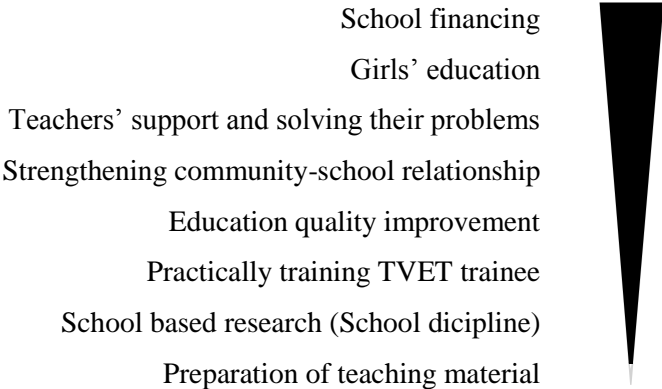 School financing
Girls’ education
Teachers’ support and solving their problems
Strengthening community-school relationship
Education quality improvement
Practically training TVET trainee
School based research (School dicipline)
Preparation of teaching material